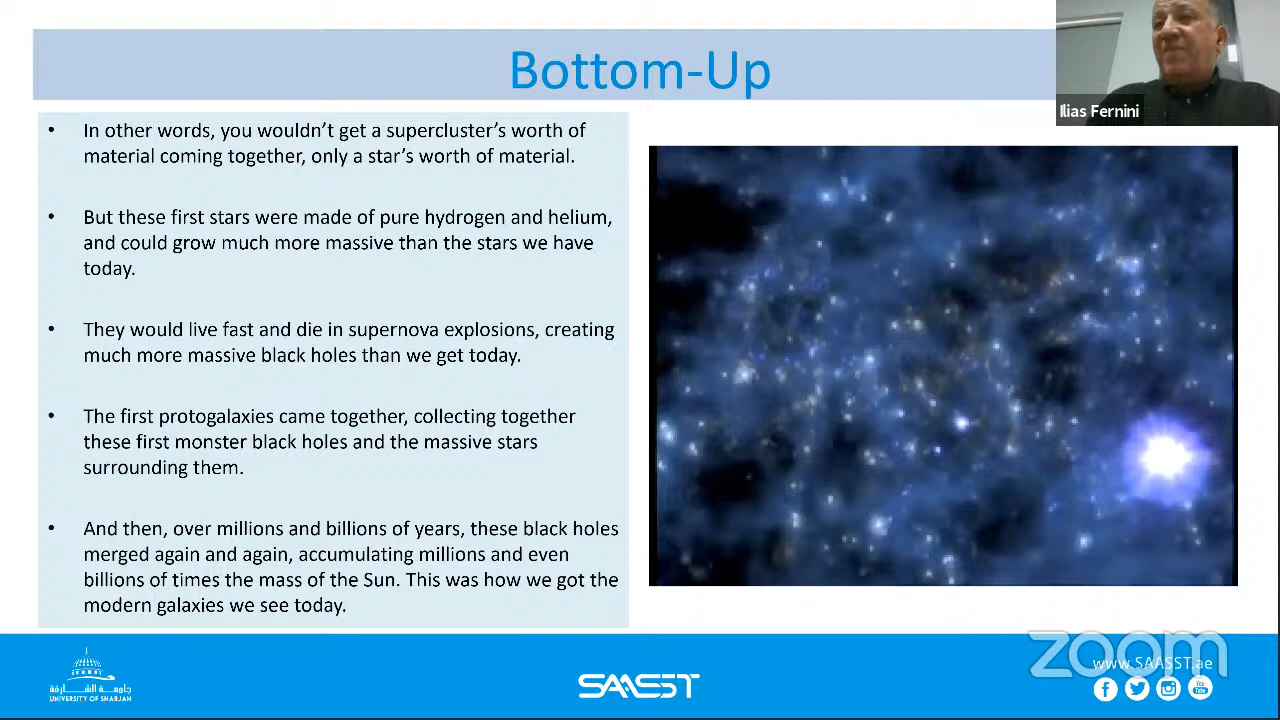 Bottom-Up
Ilias Fernini
• In other words, you wouldn’t get a supercluster’s worth of
material coming together, only a star’s worth of material.
• But these first stars were made of pure hydrogen and helium,
and could grow much more massive than the stars we have
today.
• They would live fast and die in supernova explosions, creating
much more massive black holes than we get today.
• The first protogalaxies came together, collecting together
these first monster black holes and the massive stars
surrounding them.
• And then, over millions and billions of years, these black holes
merged again and again, accumulating millions and even
billions of times the mass of the Sun. This was how we got the
modern galaxies we see today.
جامعة الشارقة
UNIVERSITY OF SHARJAH
SAASST
zoom
www.SAASST.ae
You
Tube